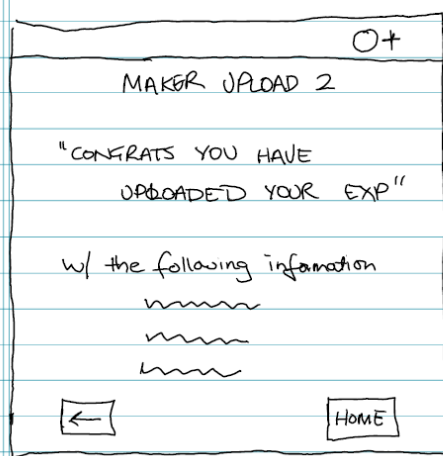 O+
MAKER UPLOAD 2
"CONGRATS YOU HAVE
UPLOADED YOUR EXP"
w/ the following information
←
HOME